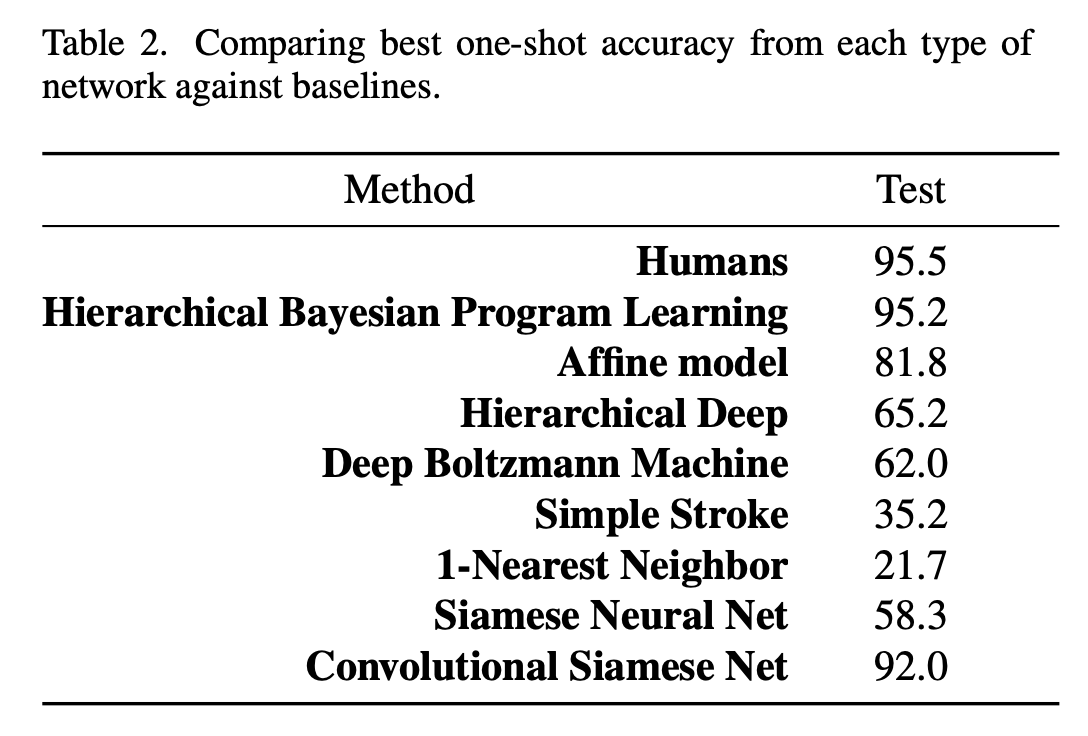 Table 2. Comparing best one-shot accuracy from each type of
network against baselines.
Method Test
Humans 95.5
Hierarchical Bayesian Program Learning 95.2
Affine model 81.8
Hierarchical Deep 65.2
Deep Boltzmann Machine 62.0
Simple Stroke 35.2
1-Nearest Neighbor 21.7
Siamese Neural Net 58.3
Convolutional Siamese Net 92.0